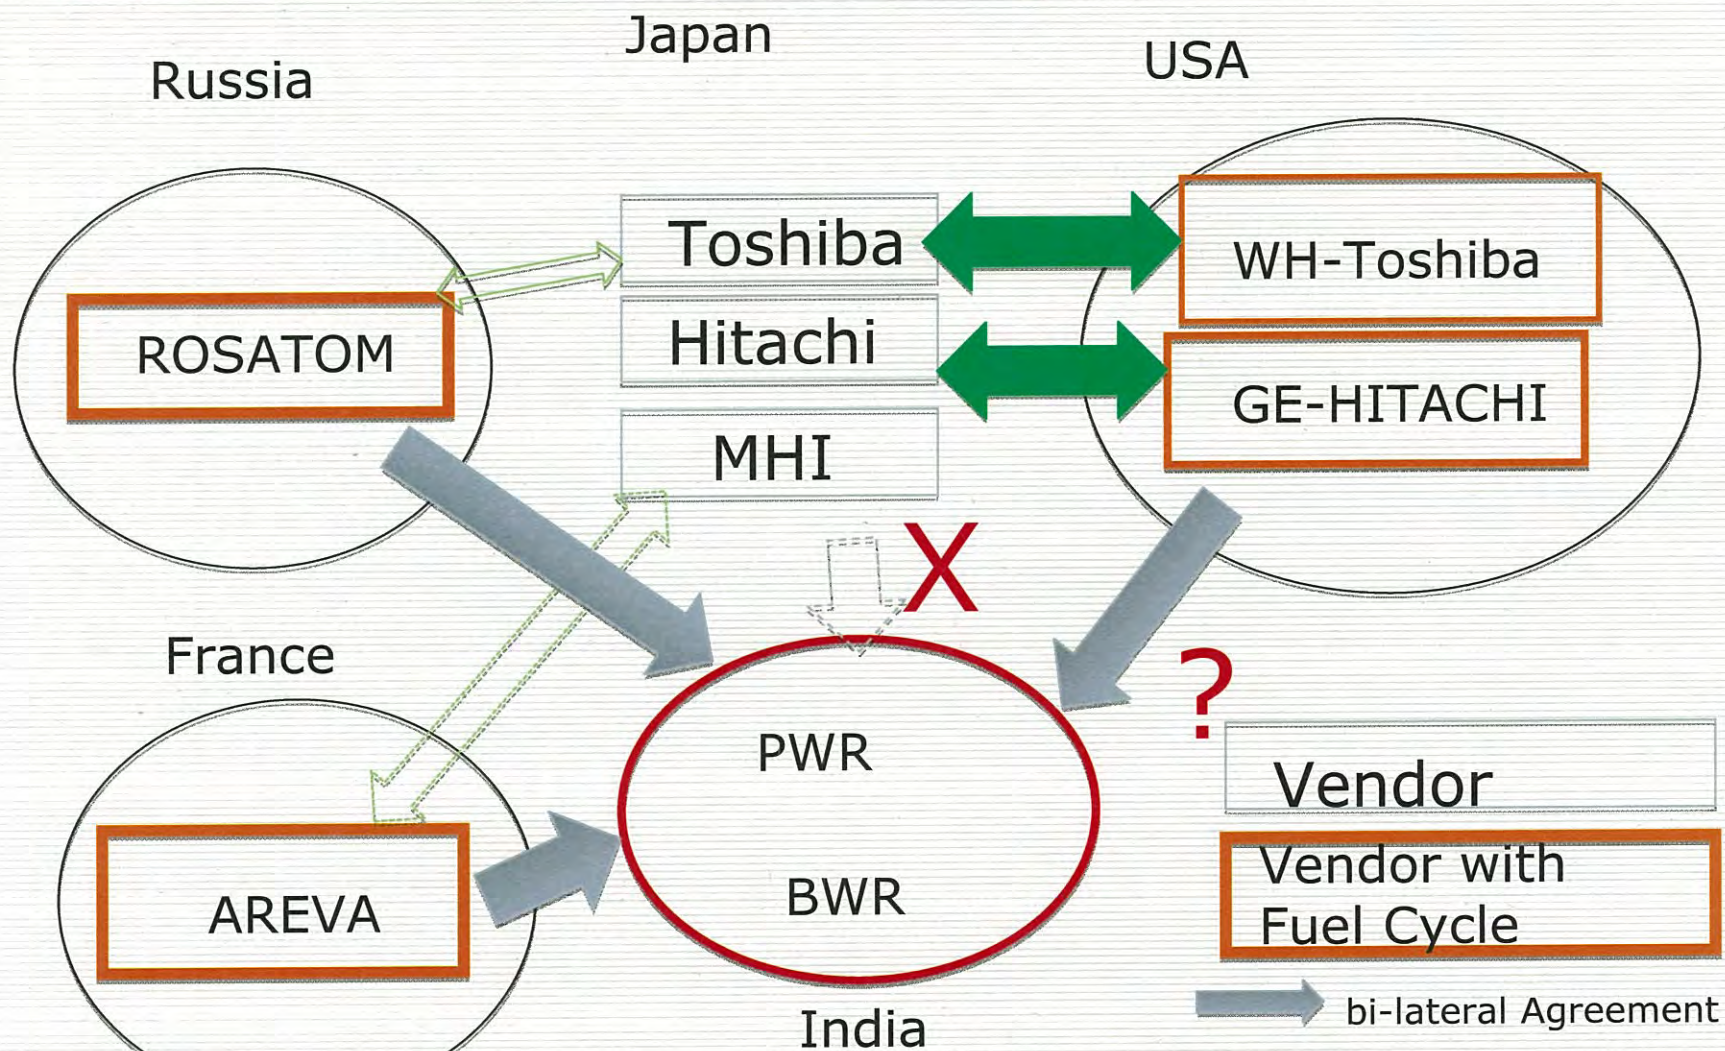 Japan
Russia
USA
Toshiba
WH-Toshiba
Hitachi
ROSATOM
GE-HITACHI
MHI
X
France
?
PWR
Vendor
BWR
Vendor with
Fuel Cycle
AREVA
bi-lateral Agreement
India